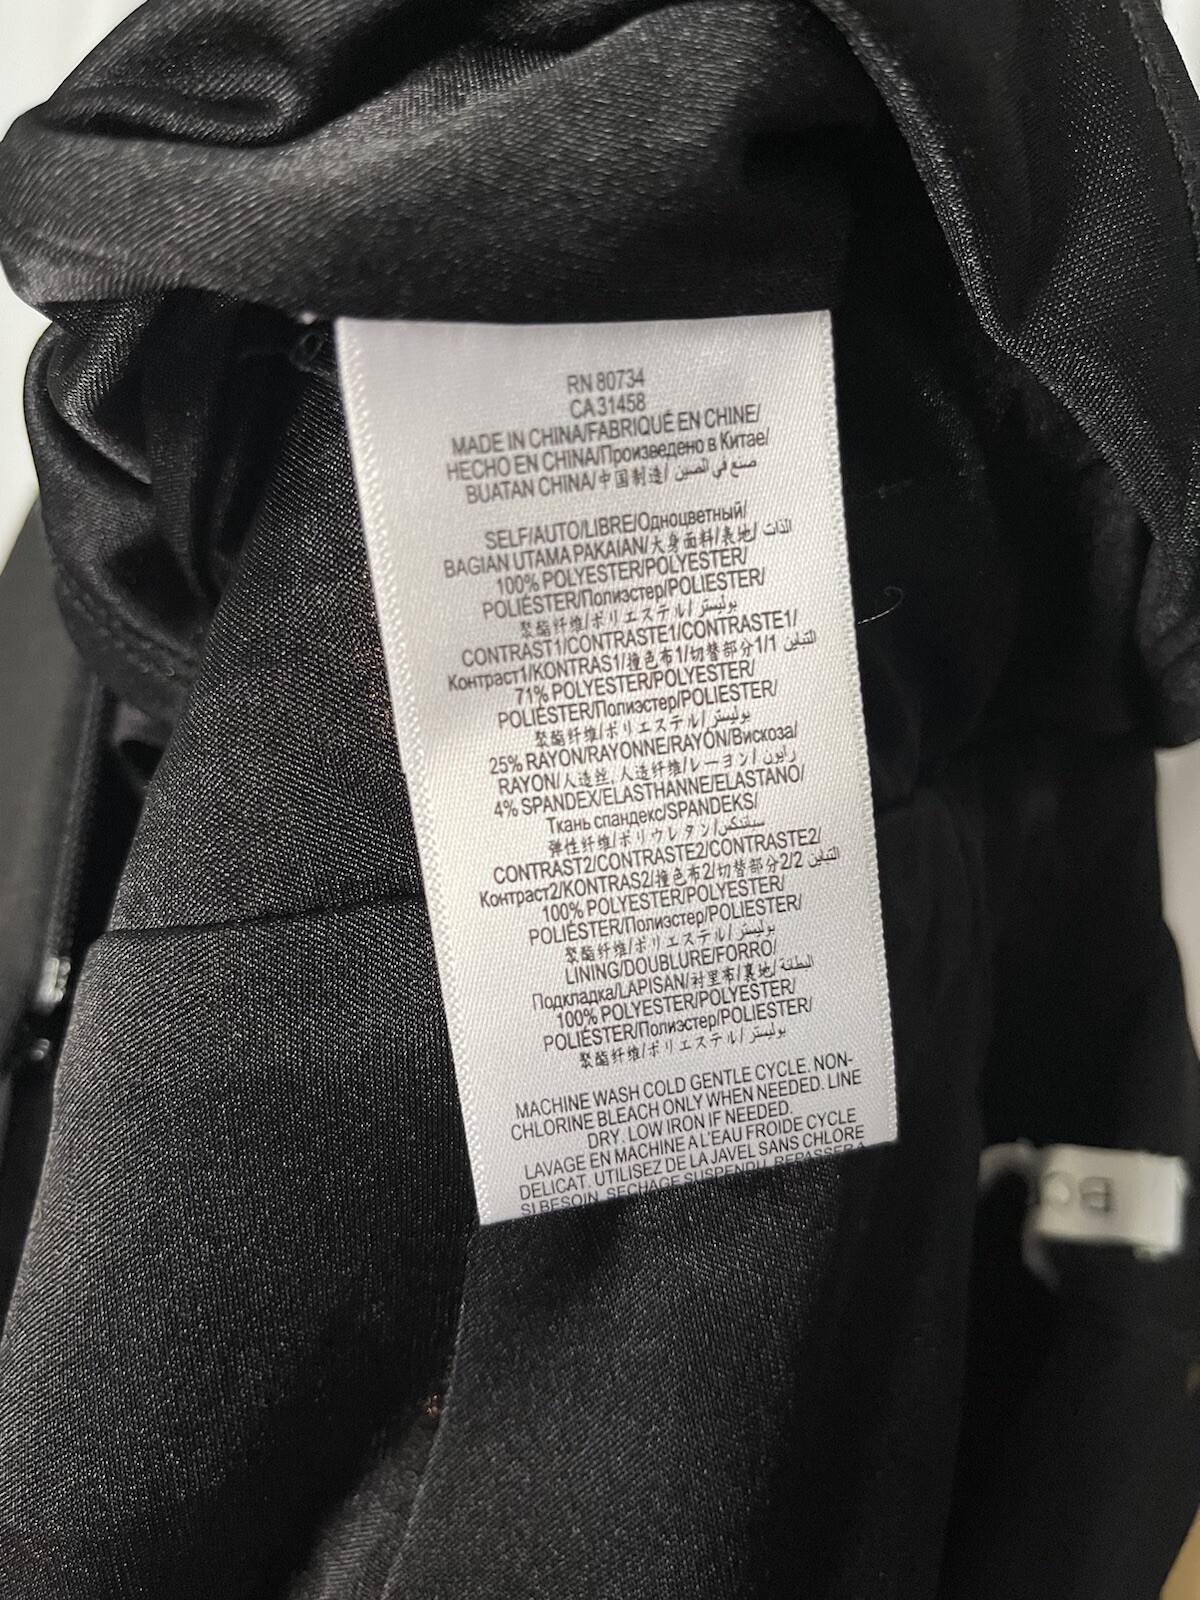 RN 80734
CA 31458
MADE IN CHINA/FABRIQUÉ EN CHINE/
HECHO EN CHINA/Произведено в Китае/
BUATAN CHINA/中国制造/ صنع في الصين
SELF/AUTO/LIBRE/Одноцветный/
BAGIAN UTAMA PAKAIAN/大身面料/表地/ الذات
100% POLYESTER/POLYESTER/
POLIÉSTER/Полиэстер/POLIESTER/
聚酯纤维/ポリエステル/ بوليستر
CONTRAST1/CONTRASTE1/CONTRASTE1/
Контраст1/KONTRAS1/撞色布1/切替部分1/1 التباين
71% POLYESTER/POLYESTER/
POLIÉSTER/Полиэстер/POLIESTER/
聚酯纤维/ポリエステル/ بوليستر
25% RAYON/RAYONNE/RAYÓN/Вискоза/
RAYON/人造丝,人造纤维/レーヨン/ رايون
4% SPANDEX/ELASTHANNE/ELASTANO/
Ткань спандекс/SPANDEKS/
弹性纤维/ポリウレタン/ سباندكس
CONTRAST2/CONTRASTE2/CONTRASTE2/
Контраст2/KONTRAS2/撞色布2/切替部分2/2 التباين
100% POLYESTER/POLYESTER/
POLIÉSTER/Полиэстер/POLIESTER/
聚酯纤维/ポリエステル/ بوليستر
LINING/DOUBLURE/FORRO/
Подкладка/LAPISAN/衬里布/裏地/ البطانة
100% POLYESTER/POLYESTER/
POLIÉSTER/Полиэстер/POLIESTER/
聚酯纤维/ポリエステル/ بوليستر
MACHINE WASH COLD GENTLE CYCLE. NON-
CHLORINE BLEACH ONLY WHEN NEEDED. LINE
DRY. LOW IRON IF NEEDED.
LAVAGE EN MACHINE A L'EAU FROIDE CYCLE
DELICAT. UTILISEZ DE LA JAVEL SANS CHLORE
SI BESOIN. SECHAGE SUSPENDU. REPASSER A
BC